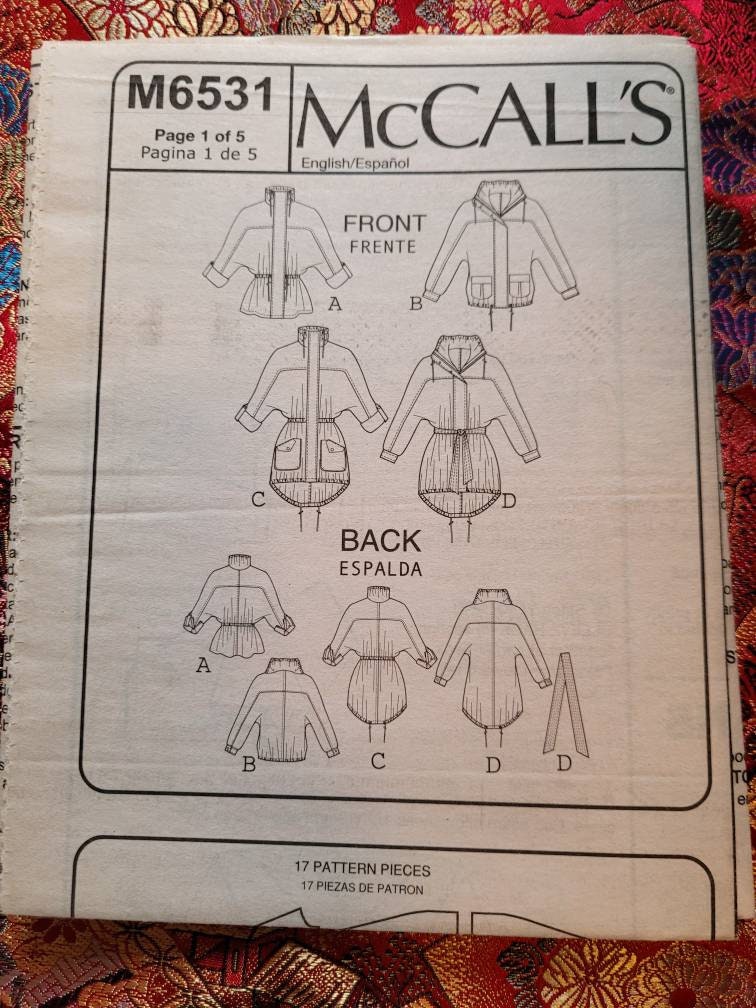 M6531
Page 1 of 5
Pagina 1 de 5
McCALL'S®
English/Español
FRONT
FRENTE
A
B
C
D
BACK
ESPALDA
A
B
C
D
D
17 PATTERN PIECES
17 PIEZAS DE PATRON